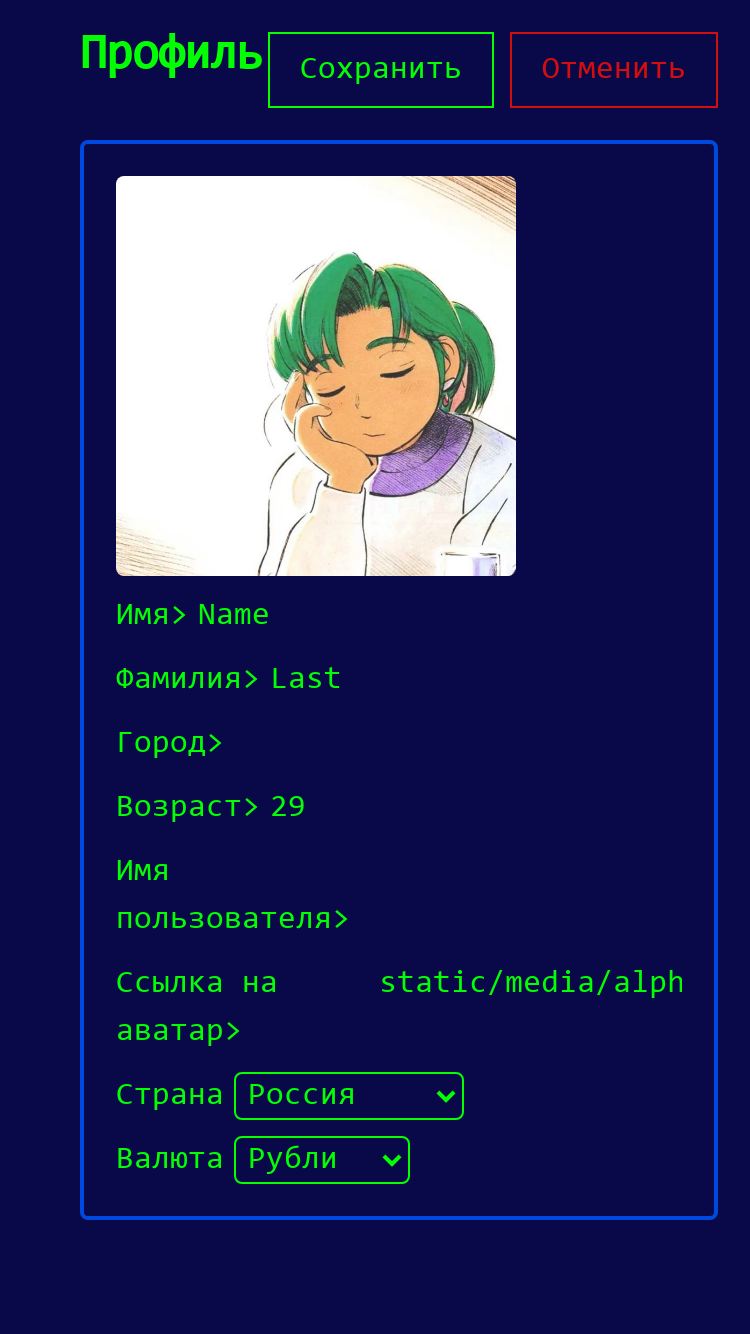 Профиль Сохранить Отменить
Имя> Name
Фамилия> Last
Город>
Возраст> 29
Имя
пользователя>
Ссылка на static/media/alph
аватар>
Страна Россия
Валюта Рубли